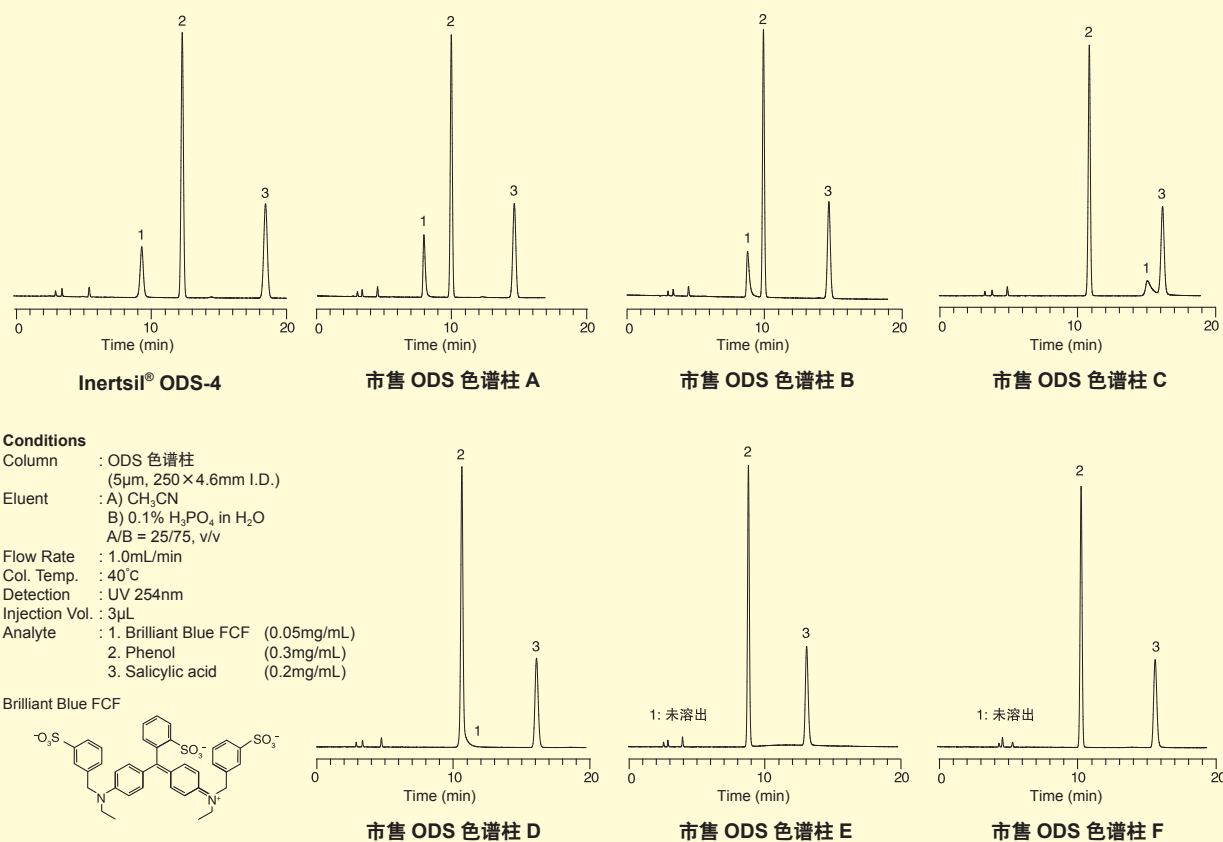 2
1
3
0
10
20
Time (min)
Inertsil® ODS-4
2
1
3
0
10
20
Time (min)
市售 ODS 色谱柱 A
2
1
3
0
10
20
Time (min)
市售 ODS 色谱柱 B
2
1
3
0
10
20
Time (min)
市售 ODS 色谱柱 C
Conditions
Column : ODS 色谱柱
(5µm, 250×4.6mm I.D.)
Eluent : A) CH₃CN
B) 0.1% H₃PO₄ in H₂O
A/B = 25/75, v/v
Flow Rate : 1.0mL/min
Col. Temp. : 40°C
Detection : UV 254nm
Injection Vol. : 3µL
Analyte : 1. Brilliant Blue FCF (0.05mg/mL)
2. Phenol (0.3mg/mL)
3. Salicylic acid (0.2mg/mL)
Brilliant Blue FCF
⁻O₃S
SO₃⁻
SO₃⁻
N
N⁺
2
1
3
0
10
20
Time (min)
市售 ODS 色谱柱 D
2
3
1: 未溶出
0
10
20
Time (min)
市售 ODS 色谱柱 E
2
3
1: 未溶出
0
10
20
Time (min)
市售 ODS 色谱柱 F